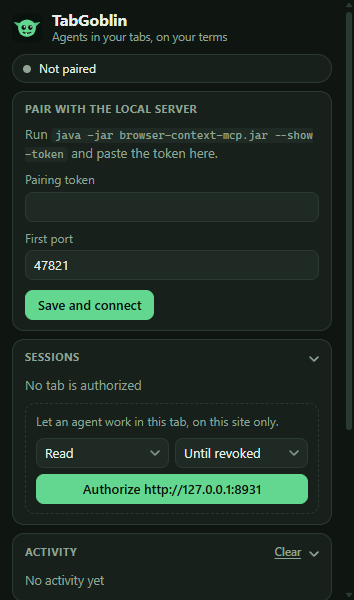 TabGoblin
Agents in your tabs, on your terms
Not paired
PAIR WITH THE LOCAL SERVER
Run java -jar browser-context-mcp.jar --show
-token and paste the token here.
Pairing token
First port
47821
Save and connect
SESSIONS
No tab is authorized
Let an agent work in this tab, on this site only.
Read Until revoked
Authorize http://127.0.0.1:8931
ACTIVITY Clear
No activity yet